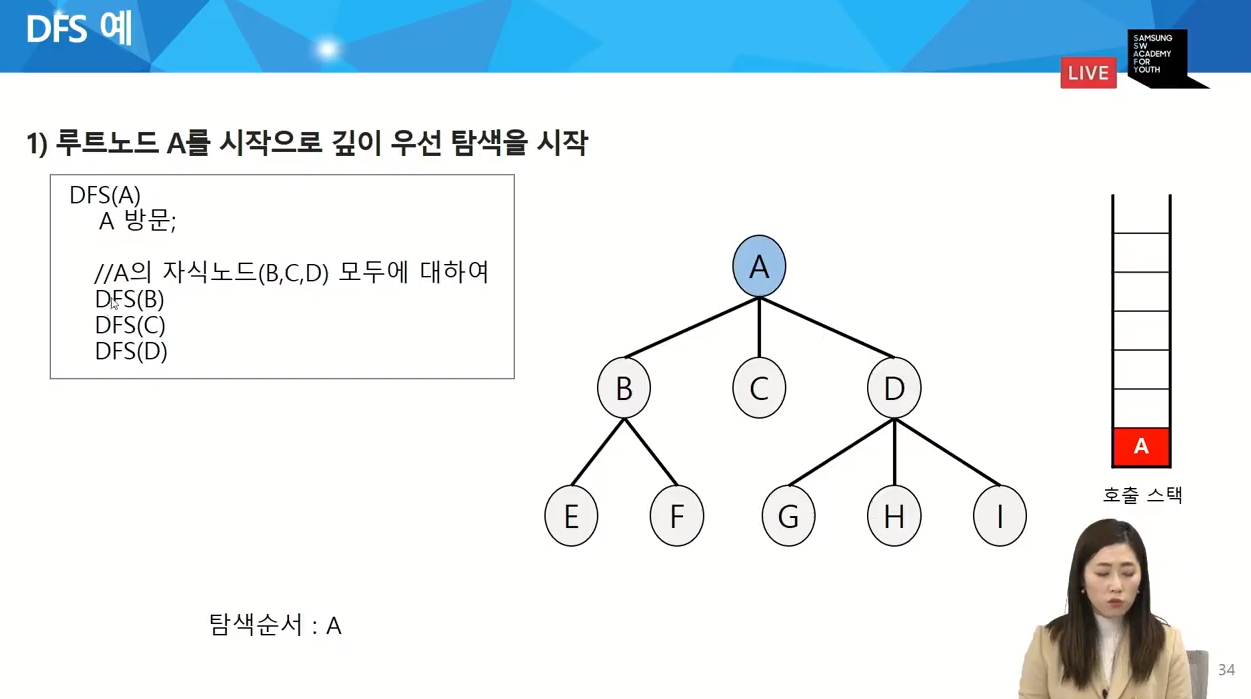 DFS 예
LIVE
SAMSUNG
SW
ACADEMY
FOR
YOUTH
1) 루트노드 A를 시작으로 깊이 우선 탐색을 시작
DFS(A)
A 방문;
//A의 자식노드(B,C,D) 모두에 대하여
DFS(B)
DFS(C)
DFS(D)
A
B C D
E F G H I
A
호출 스택
탐색순서 : A
34